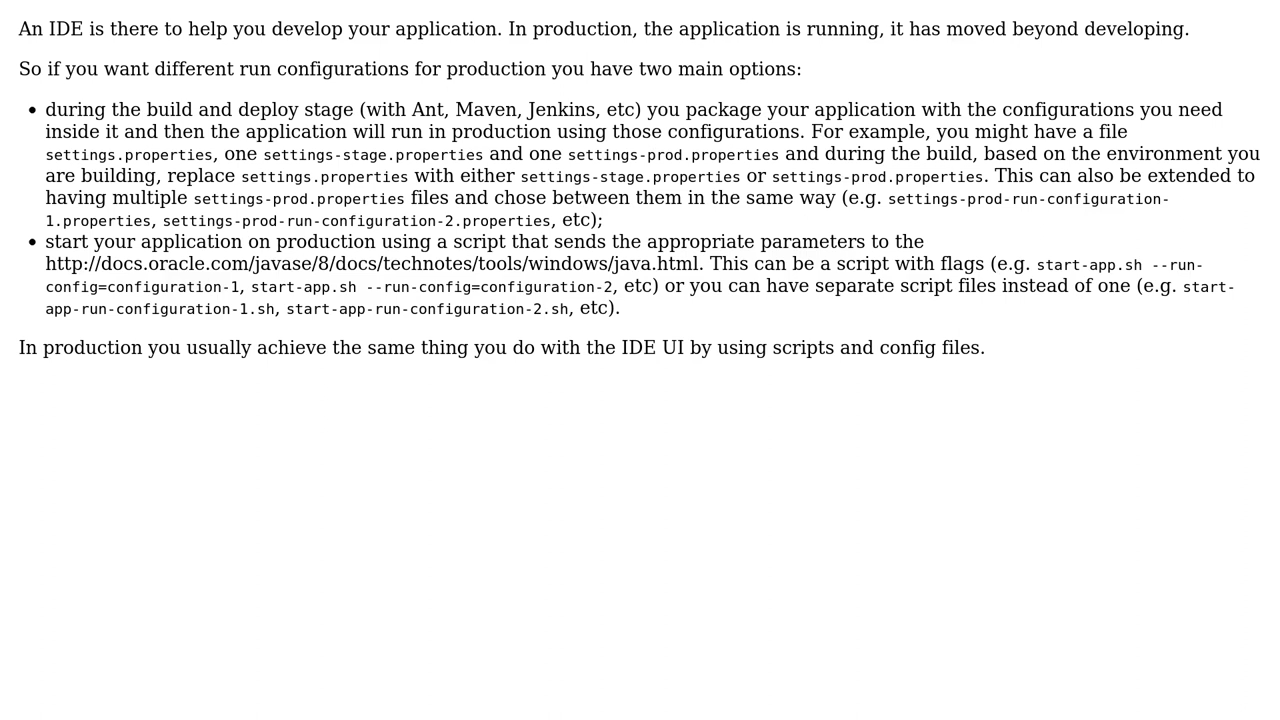 An IDE is there to help you develop your application. In production, the application is running, it has moved beyond developing.
So if you want different run configurations for production you have two main options:
• during the build and deploy stage (with Ant, Maven, Jenkins, etc) you package your application with the configurations you need
inside it and then the application will run in production using those configurations. For example, you might have a file
settings.properties, one settings-stage.properties and one settings-prod.properties and during the build, based on the environment you
are building, replace settings.properties with either settings-stage.properties or settings-prod.properties. This can also be extended to
having multiple settings-prod.properties files and chose between them in the same way (e.g. settings-prod-run-configuration-
1.properties, settings-prod-run-configuration-2.properties, etc);
• start your application on production using a script that sends the appropriate parameters to the
http://docs.oracle.com/javase/8/docs/technotes/tools/windows/java.html. This can be a script with flags (e.g. start-app.sh --run-
config=configuration-1, start-app.sh --run-config=configuration-2, etc) or you can have separate script files instead of one (e.g. start-
app-run-configuration-1.sh, start-app-run-configuration-2.sh, etc).
In production you usually achieve the same thing you do with the IDE UI by using scripts and config files.